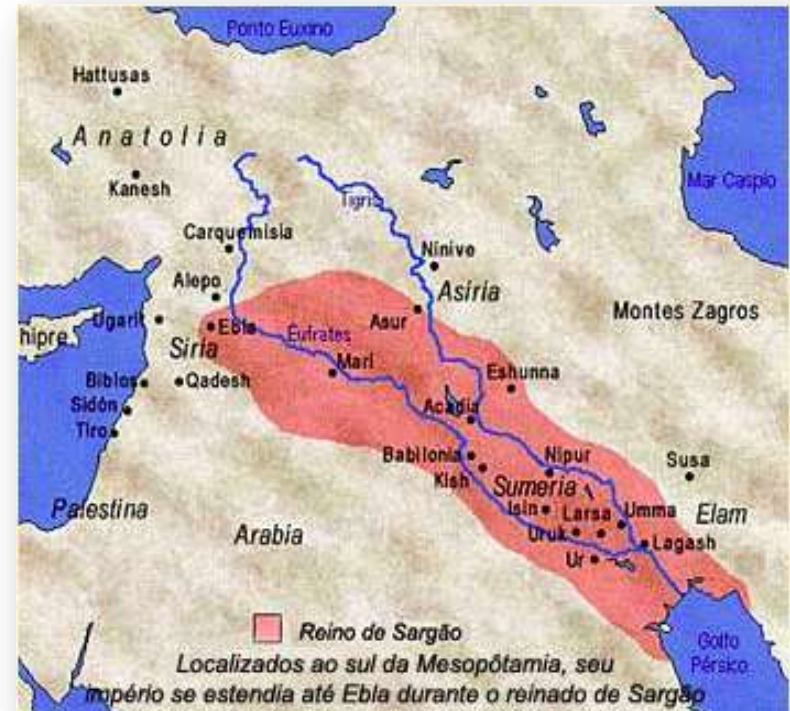 Ponto Euxino
Hattusas
Anatolia
Kanesh
Mar Caspio
Tigris
Carquemisia
Ninive
Alepo
Asíria
Montes Zagros
Ugarit
Ebla
Asur
hipre
Éufrates
Siria
Mari
Biblos
Qadesh
Eshunna
Sidón
Acadia
Tiro
Babilonia
Nipur
Susa
Kish
Sumeria
Palestina
Isin
Larsa
Umma
Elam
Arabia
Uruk
Lagash
Ur
Reino de Sargão
Golfo
Pérsico
Localizados ao sul da Mesopôtamia, seu
império se estendia até Ebla durante o reinado de Sargão